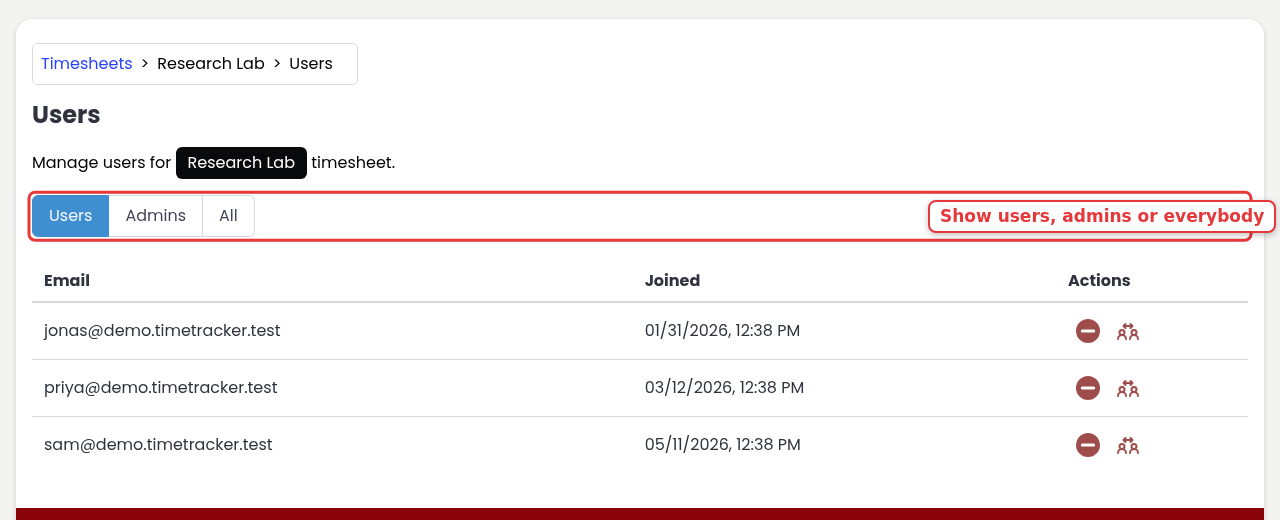 Timesheets > Research Lab > Users
Users
Manage users for Research Lab timesheet.
Users Admins All
Show users, admins or everybody
Email Joined Actions
jonas@demo.timetracker.test 01/31/2026, 12:38 PM
priya@demo.timetracker.test 03/12/2026, 12:38 PM
sam@demo.timetracker.test 05/11/2026, 12:38 PM